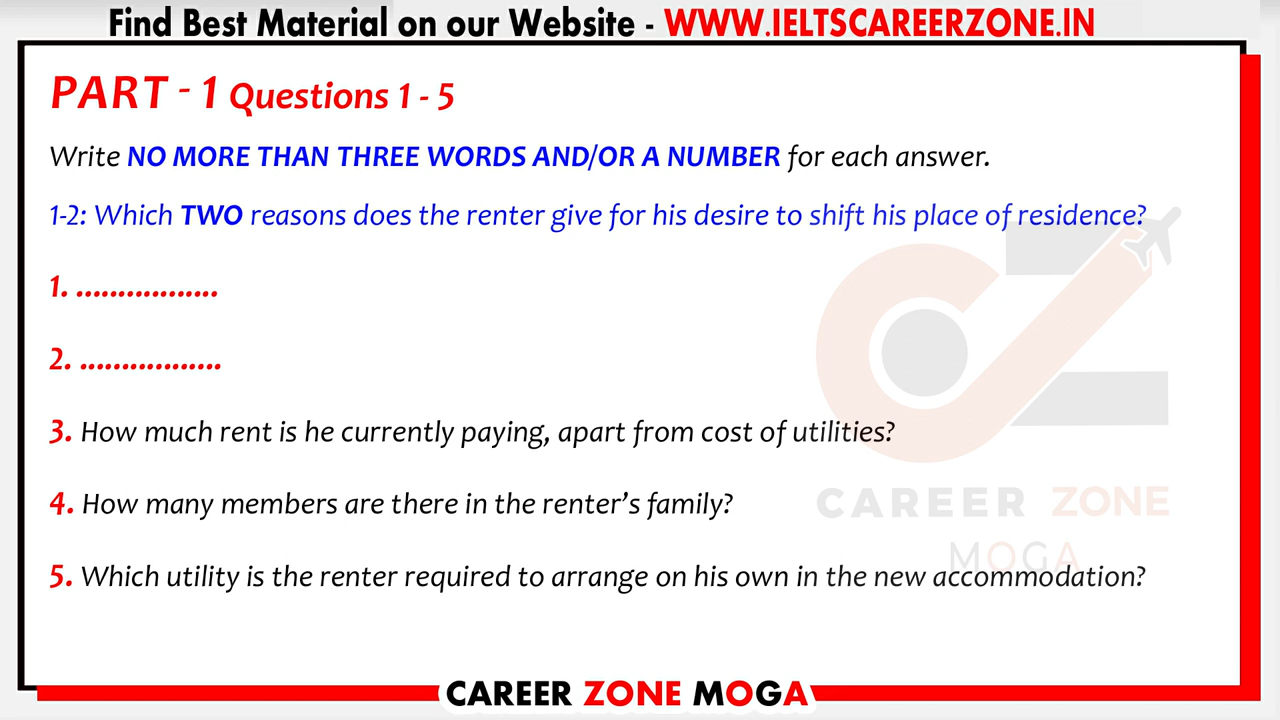 Find Best Material on our Website - WWW.IELTSCAREERZONE.IN
PART - 1 Questions 1 - 5
Write NO MORE THAN THREE WORDS AND/OR A NUMBER for each answer.
1-2: Which TWO reasons does the renter give for his desire to shift his place of residence?
1. .................
2. .................
3. How much rent is he currently paying, apart from cost of utilities?
4. How many members are there in the renter’s family?
CAREER ZONE
MOGA
5. Which utility is the renter required to arrange on his own in the new accommodation?
CAREER ZONE MOGA